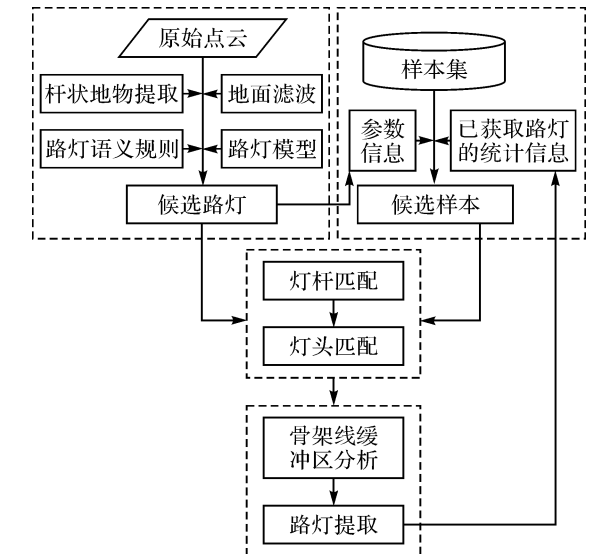 原始点云
杆状地物提取
地面滤波
路灯语义规则
路灯模型
候选路灯
样本集
参数
信息
已获取路灯
的统计信息
候选样本
灯杆匹配
灯头匹配
骨架线缓
冲区分析
路灯提取